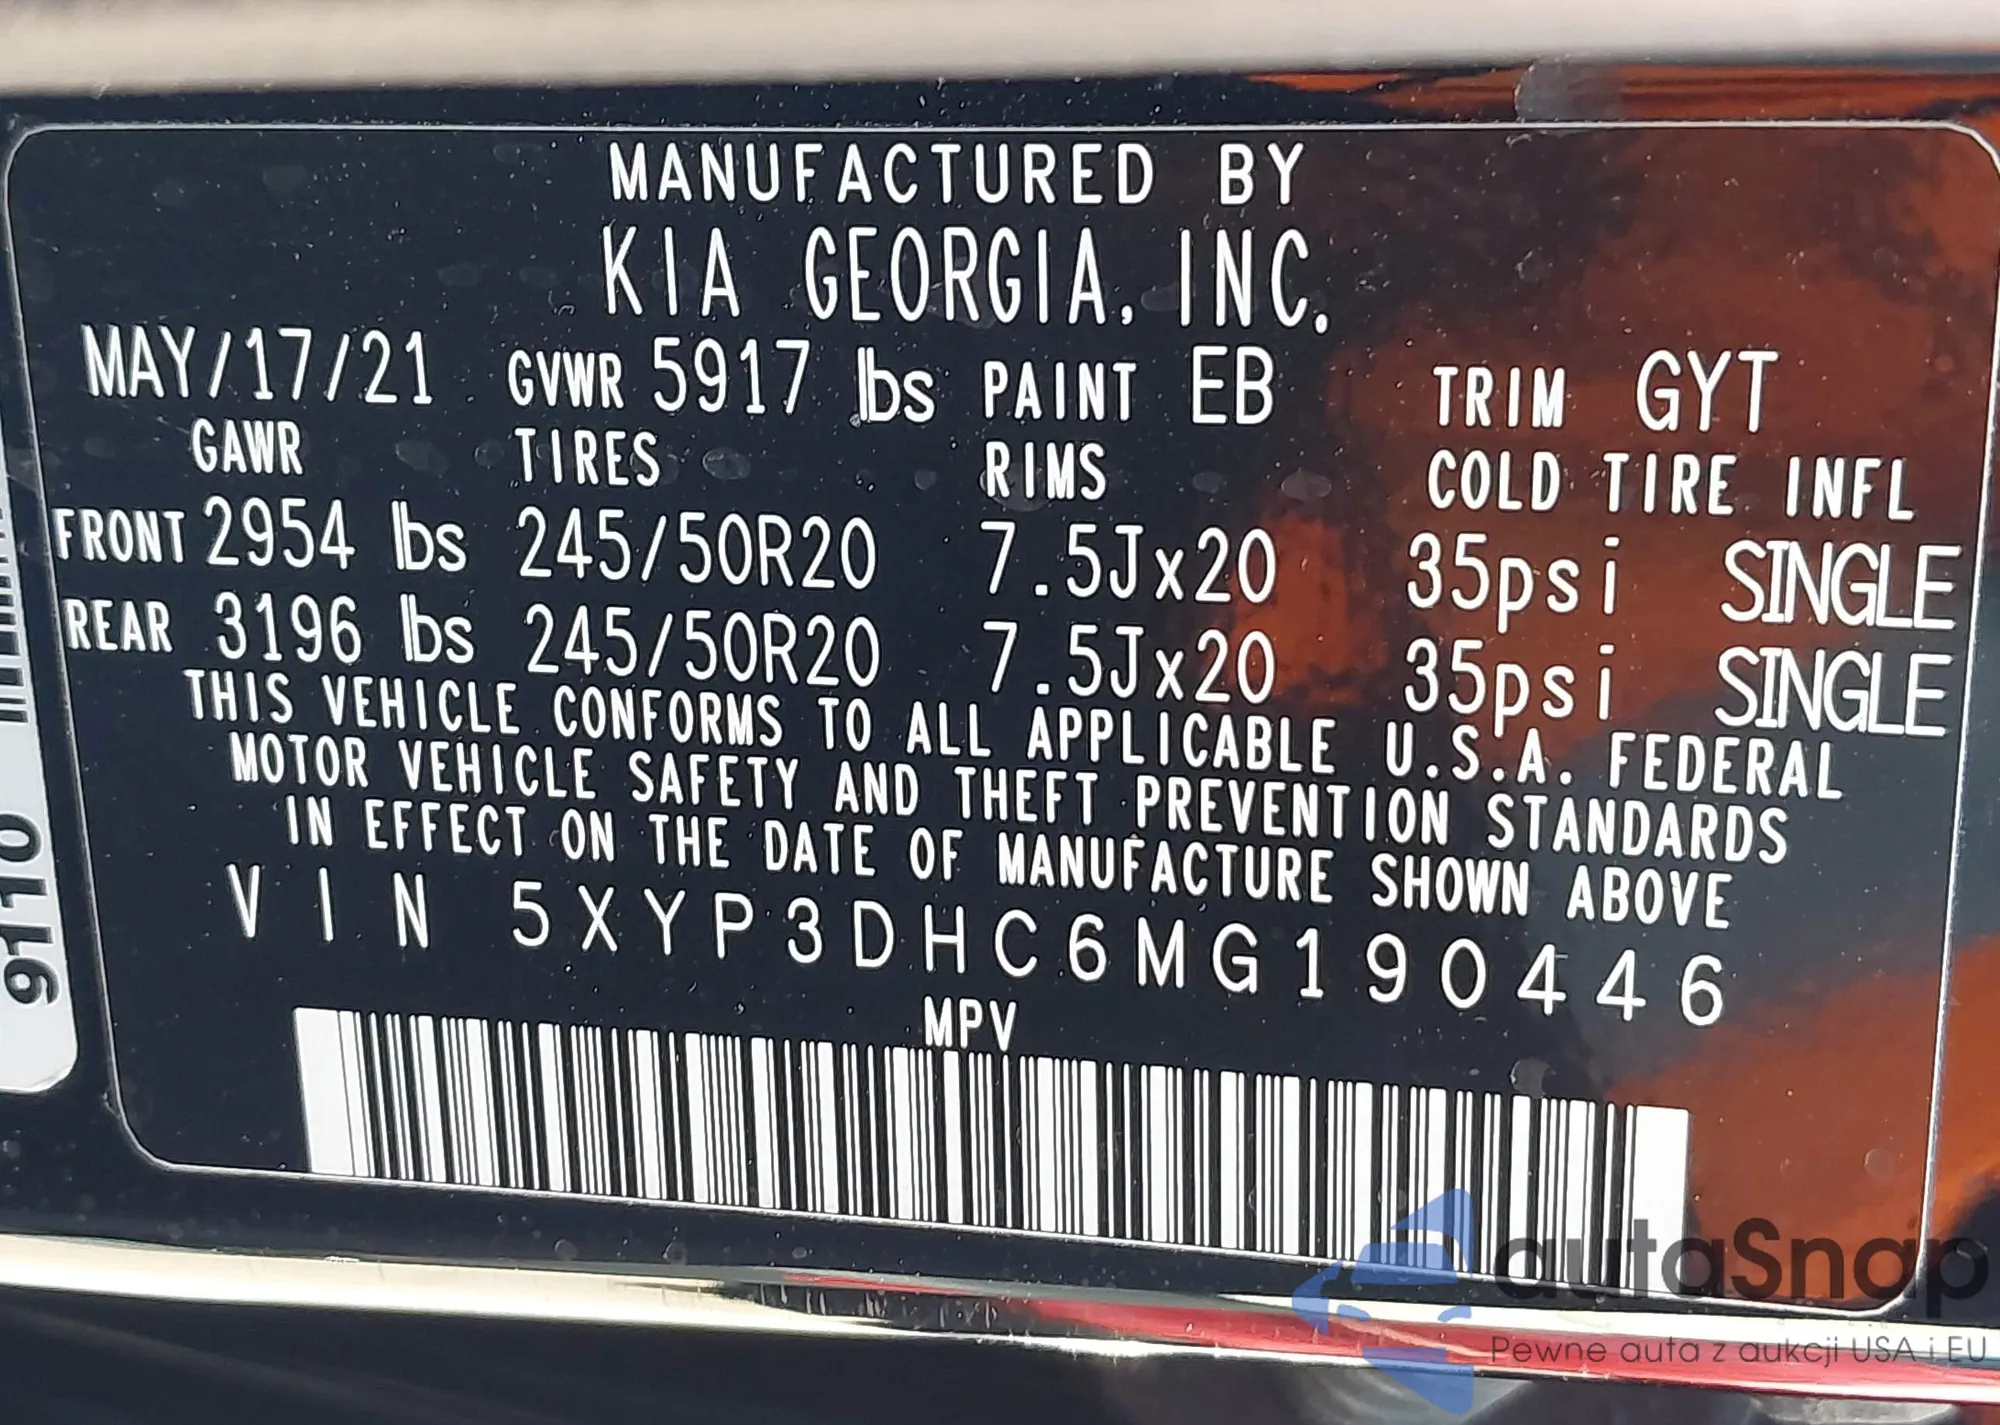 MANUFACTURED BY
KIA GEORGIA, INC.
MAY/17/21 GVWR 5917 lbs PAINT EB TRIM GYT
GAWR TIRES RIMS COLD TIRE INFL
FRONT 2954 lbs 245/50R20 7.5Jx20 35psi SINGLE
REAR 3196 lbs 245/50R20 7.5Jx20 35psi SINGLE
THIS VEHICLE CONFORMS TO ALL APPLICABLE U.S.A. FEDERAL
MOTOR VEHICLE SAFETY AND THEFT PREVENTION STANDARDS
IN EFFECT ON THE DATE OF MANUFACTURE SHOWN ABOVE
VIN 5XYP3DHC6MG190446
MPV
9110
autaSnap
Pewne auta z aukcji USA i EU